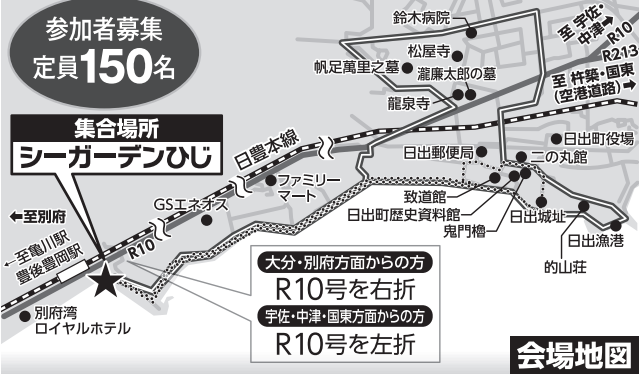 参加者募集
定員150名
集合場所
シーガーデンひじ
日豊本線
鈴木病院
松屋寺
帆足萬里之墓
瀧廉太郎の墓
龍泉寺
至 宇佐・
中津→
R10
R213
至 杵築・国東
(空港道路)→
日出町役場
日出郵便局
二の丸館
致道館
日出町歴史資料館
鬼門櫓
日出城址
日出漁港
的山荘
ファミリー
マート
GSエネオス
←至別府
←至亀川駅
豊後豊岡駅
R10
別府湾
ロイヤルホテル
大分・別府方面からの方
R10号を右折
宇佐・中津・国東方面からの方
R10号を左折
会場地図